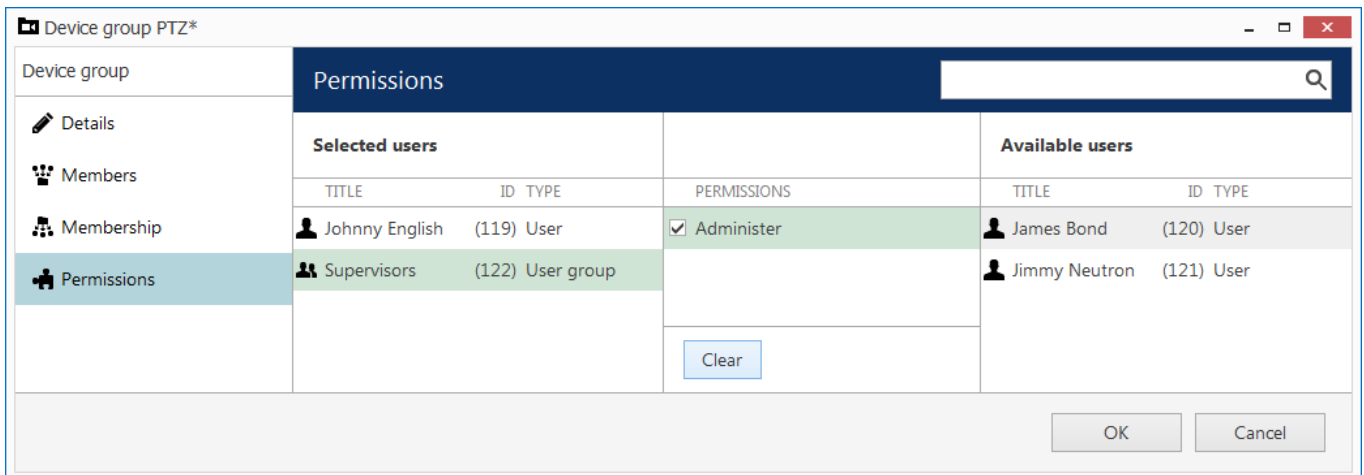 Device group PTZ*
Device group
Permissions
Details
Members
Membership
Permissions
Selected users
Available users
TITLE ID TYPE
PERMISSIONS
TITLE ID TYPE
Johnny English (119) User
Administer
James Bond (120) User
Supervisors (122) User group
Jimmy Neutron (121) User
Clear
OK
Cancel